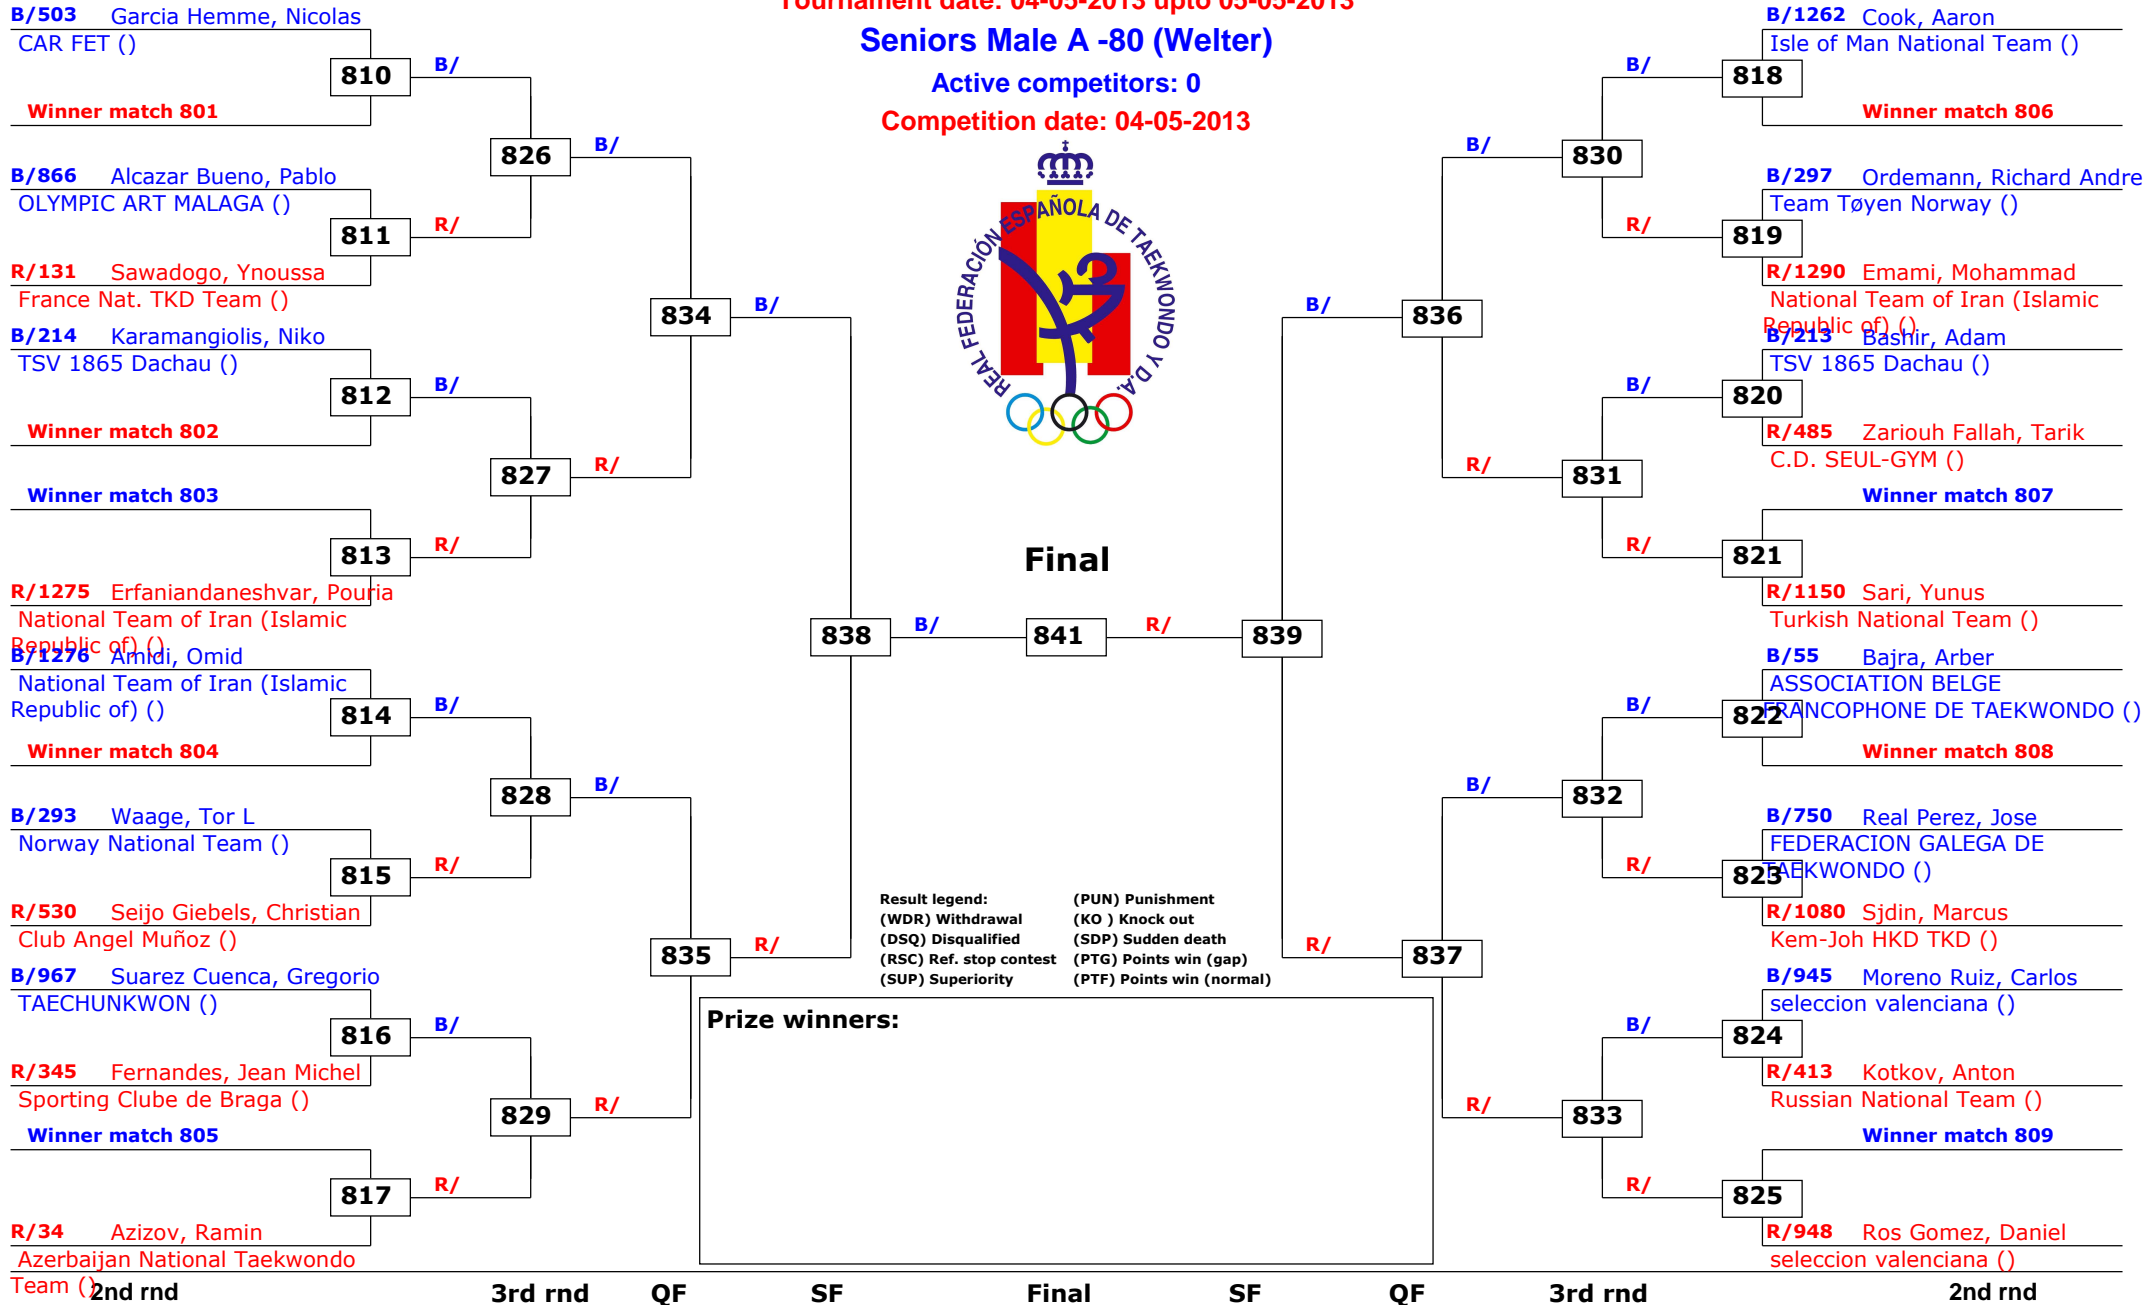 Tournament date: 04-05-2013 upto 05-05-2013
Seniors Male A -80 (Welter)
Active competitors: 0
Competition date: 04-05-2013
REAL FEDERACIÓN ESPAÑOLA DE TAEKWONDO Y D.A.
B/503 Garcia Hemme, Nicolas
CAR FET ()
810
B/
Winner match 801
826
B/
B/866 Alcazar Bueno, Pablo
OLYMPIC ART MALAGA ()
811
R/
R/131 Sawadogo, Ynoussa
France Nat. TKD Team ()
834
B/
B/214 Karamangiolis, Niko
TSV 1865 Dachau ()
812
B/
Winner match 802
827
R/
Winner match 803
813
R/
R/1275 Erfaniandaneshvar, Pouria
National Team of Iran (Islamic
Republic of) ()
838
B/
B/1276 Amidi, Omid
National Team of Iran (Islamic
Republic of) ()
814
B/
Winner match 804
828
B/
B/293 Waage, Tor L
Norway National Team ()
815
R/
R/530 Seijo Giebels, Christian
Club Angel Muñoz ()
835
R/
B/967 Suarez Cuenca, Gregorio
TAECHUNKWON ()
816
B/
R/345 Fernandes, Jean Michel
Sporting Clube de Braga ()
829
R/
Winner match 805
817
R/
R/34 Azizov, Ramin
Azerbaijan National Taekwondo
Team ()
Final
841
R/
839
B/1262 Cook, Aaron
Isle of Man National Team ()
B/
818
Winner match 806
B/
830
B/297 Ordemann, Richard Andre
Team Tøyen Norway ()
R/
819
R/1290 Emami, Mohammad
National Team of Iran (Islamic
Republic of) ()
B/
836
B/213 Bashir, Adam
TSV 1865 Dachau ()
B/
820
R/485 Zariouh Fallah, Tarik
C.D. SEUL-GYM ()
R/
831
Winner match 807
R/
821
R/1150 Sari, Yunus
Turkish National Team ()
B/55 Bajra, Arber
ASSOCIATION BELGE
FRANCOPHONE DE TAEKWONDO ()
B/
822
Winner match 808
B/
832
B/750 Real Perez, Jose
FEDERACION GALEGA DE
TAEKWONDO ()
R/
823
R/1080 Sjdin, Marcus
Kem-Joh HKD TKD ()
R/
837
B/945 Moreno Ruiz, Carlos
seleccion valenciana ()
B/
824
R/413 Kotkov, Anton
Russian National Team ()
R/
833
Winner match 809
R/
825
R/948 Ros Gomez, Daniel
seleccion valenciana ()
Result legend: (PUN) Punishment
(WDR) Withdrawal (KO ) Knock out
(DSQ) Disqualified (SDP) Sudden death
(RSC) Ref. stop contest (PTG) Points win (gap)
(SUP) Superiority (PTF) Points win (normal)
Prize winners:
2nd rnd 3rd rnd QF SF Final SF QF 3rd rnd 2nd rnd